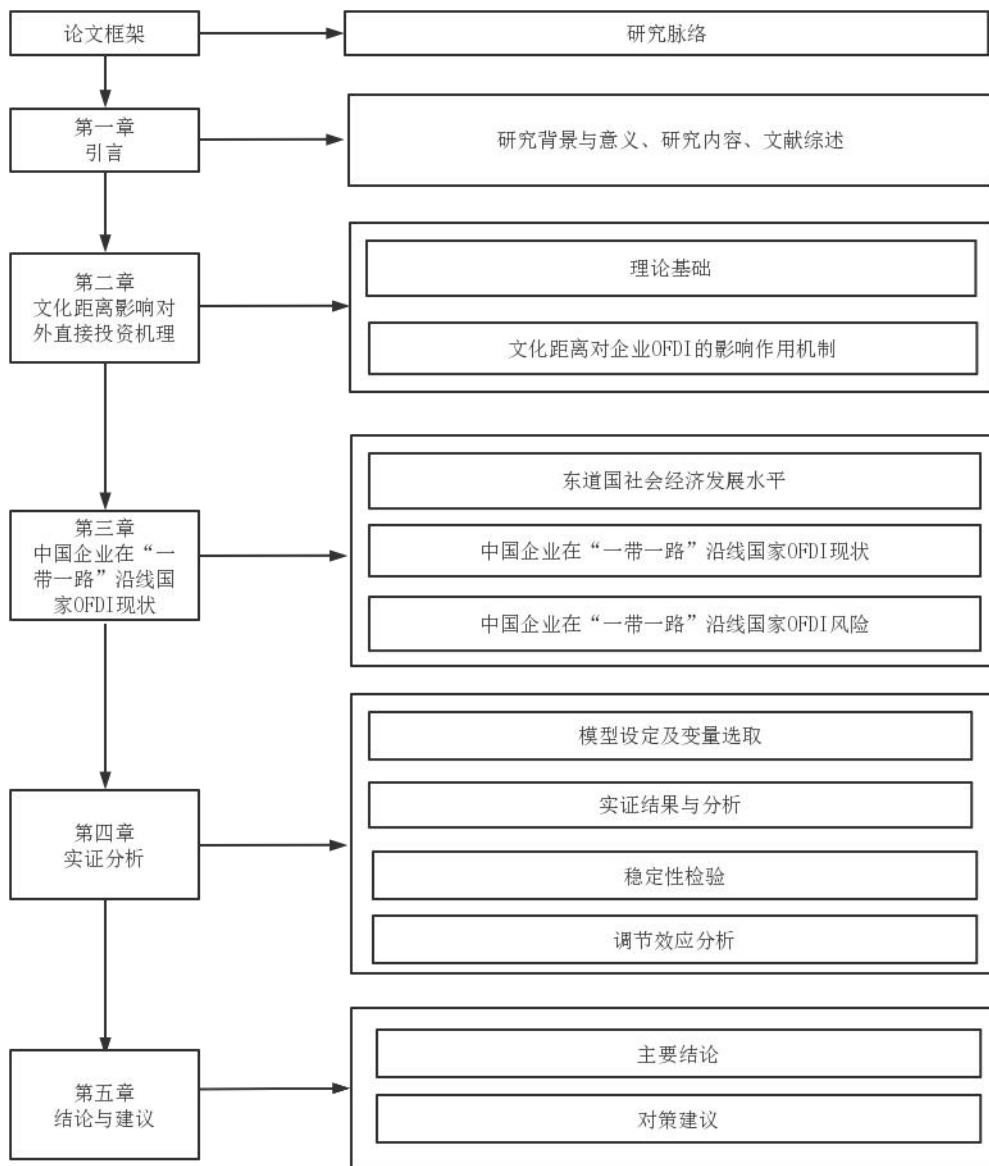 论文框架
研究脉络
第一章
引言
研究背景与意义、研究内容、文献综述
第二章
文化距离影响对
外直接投资机理
理论基础
文化距离对企业OFDI的影响作用机制
第三章
中国企业在“一
带一路”沿线国
家OFDI现状
东道国社会经济发展水平
中国企业在“一带一路”沿线国家OFDI现状
中国企业在“一带一路”沿线国家OFDI风险
第四章
实证分析
模型设定及变量选取
实证结果与分析
稳定性检验
调节效应分析
第五章
结论与建议
主要结论
对策建议